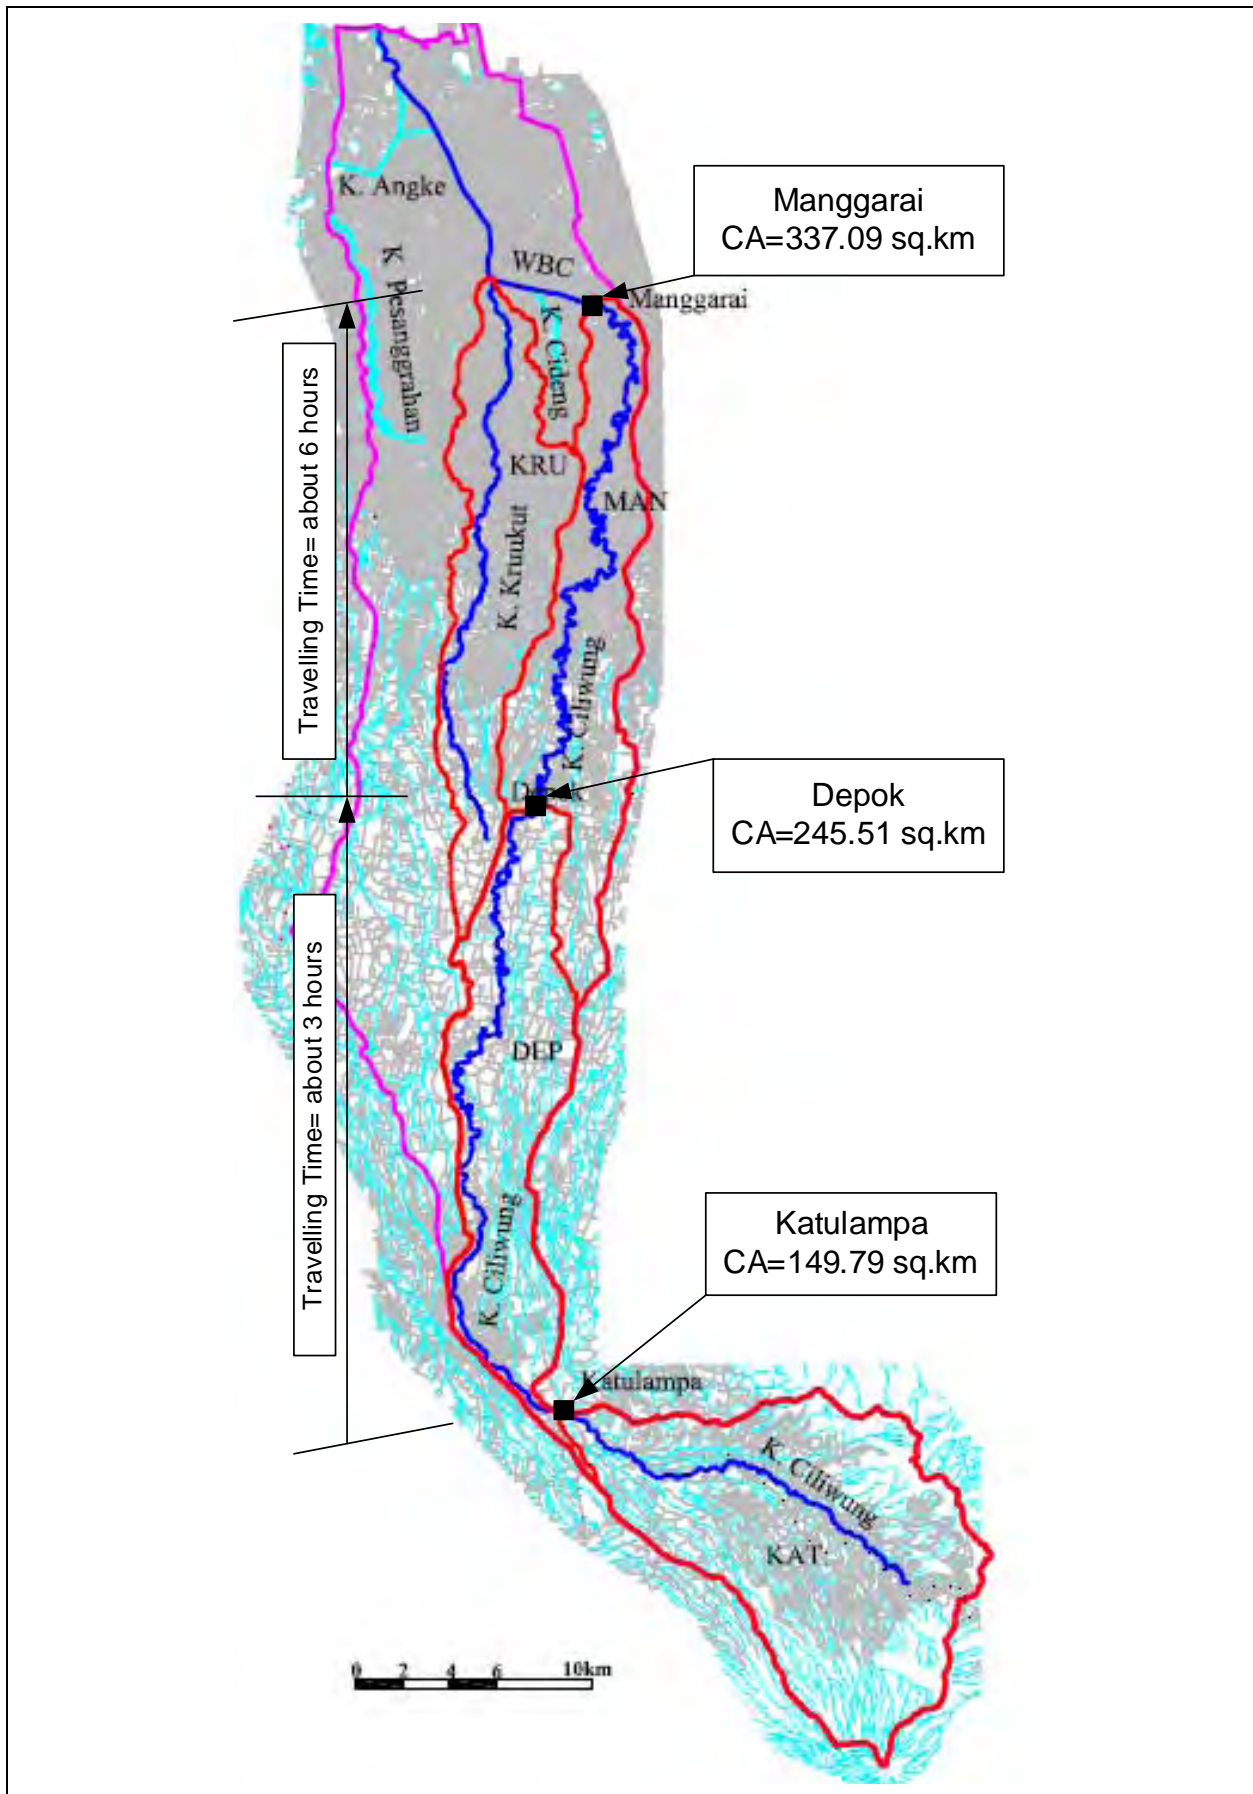 K. Angke
Manggarai
CA=337.09 sq.km
K Pesanggrahan
WBC
Manggarai
K. Cideng
Travelling Time= about 6 hours
KRU
MAN
K. Kruukut
K. Ciliwung
Depok
Depok
CA=245.51 sq.km
Travelling Time= about 3 hours
DEP
K. Ciliwung
Katulampa
CA=149.79 sq.km
Katulampa
K. Ciliwung
KAT
0 2 4 6 10km